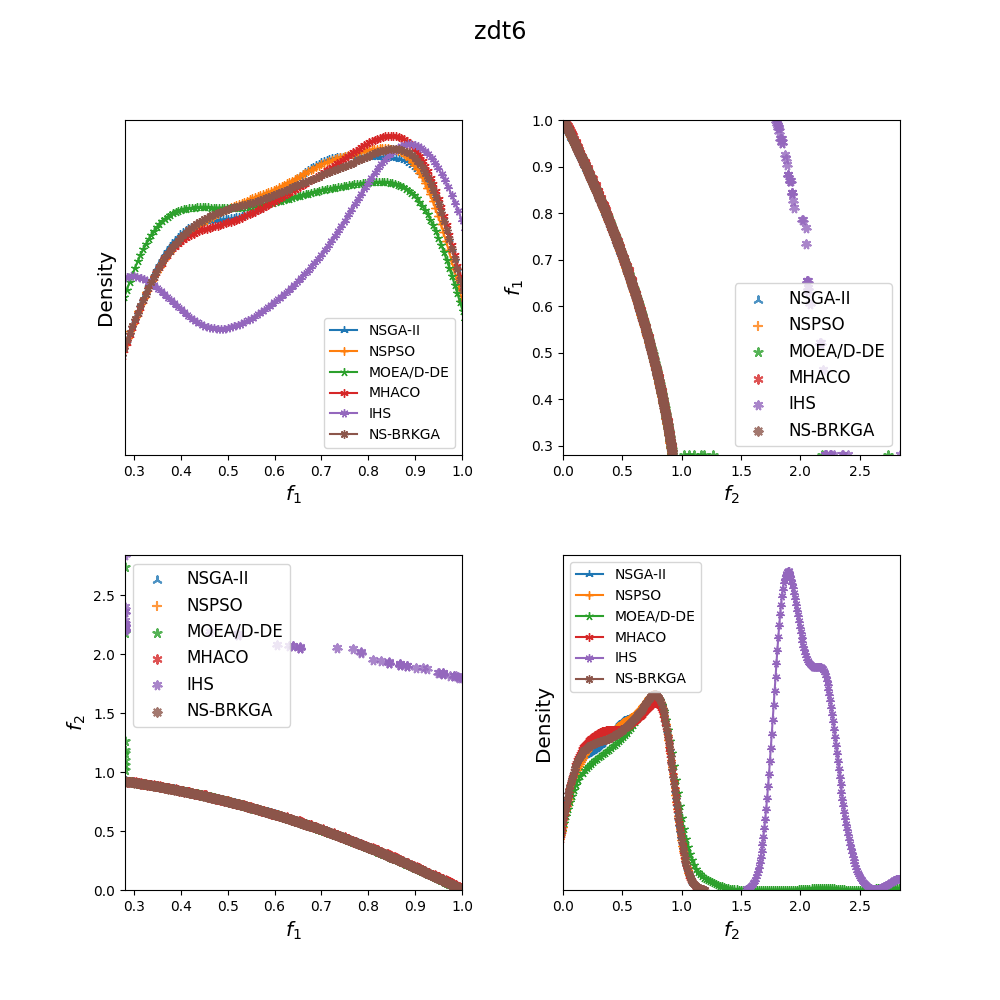 zdt6
Density
NSGA-II
NSPSO
MOEA/D-DE
MHACO
IHS
NS-BRKGA
0.3 0.4 0.5 0.6 0.7 0.8 0.9 1.0
f1
1.0
0.9
0.8
0.7
0.6
0.5
0.4
0.3
f1
NSGA-II
NSPSO
MOEA/D-DE
MHACO
IHS
NS-BRKGA
0.0 0.5 1.0 1.5 2.0 2.5
f2
2.5
2.0
1.5
1.0
0.5
0.0
f2
NSGA-II
NSPSO
MOEA/D-DE
MHACO
IHS
NS-BRKGA
0.3 0.4 0.5 0.6 0.7 0.8 0.9 1.0
f1
Density
NSGA-II
NSPSO
MOEA/D-DE
MHACO
IHS
NS-BRKGA
0.0 0.5 1.0 1.5 2.0 2.5
f2